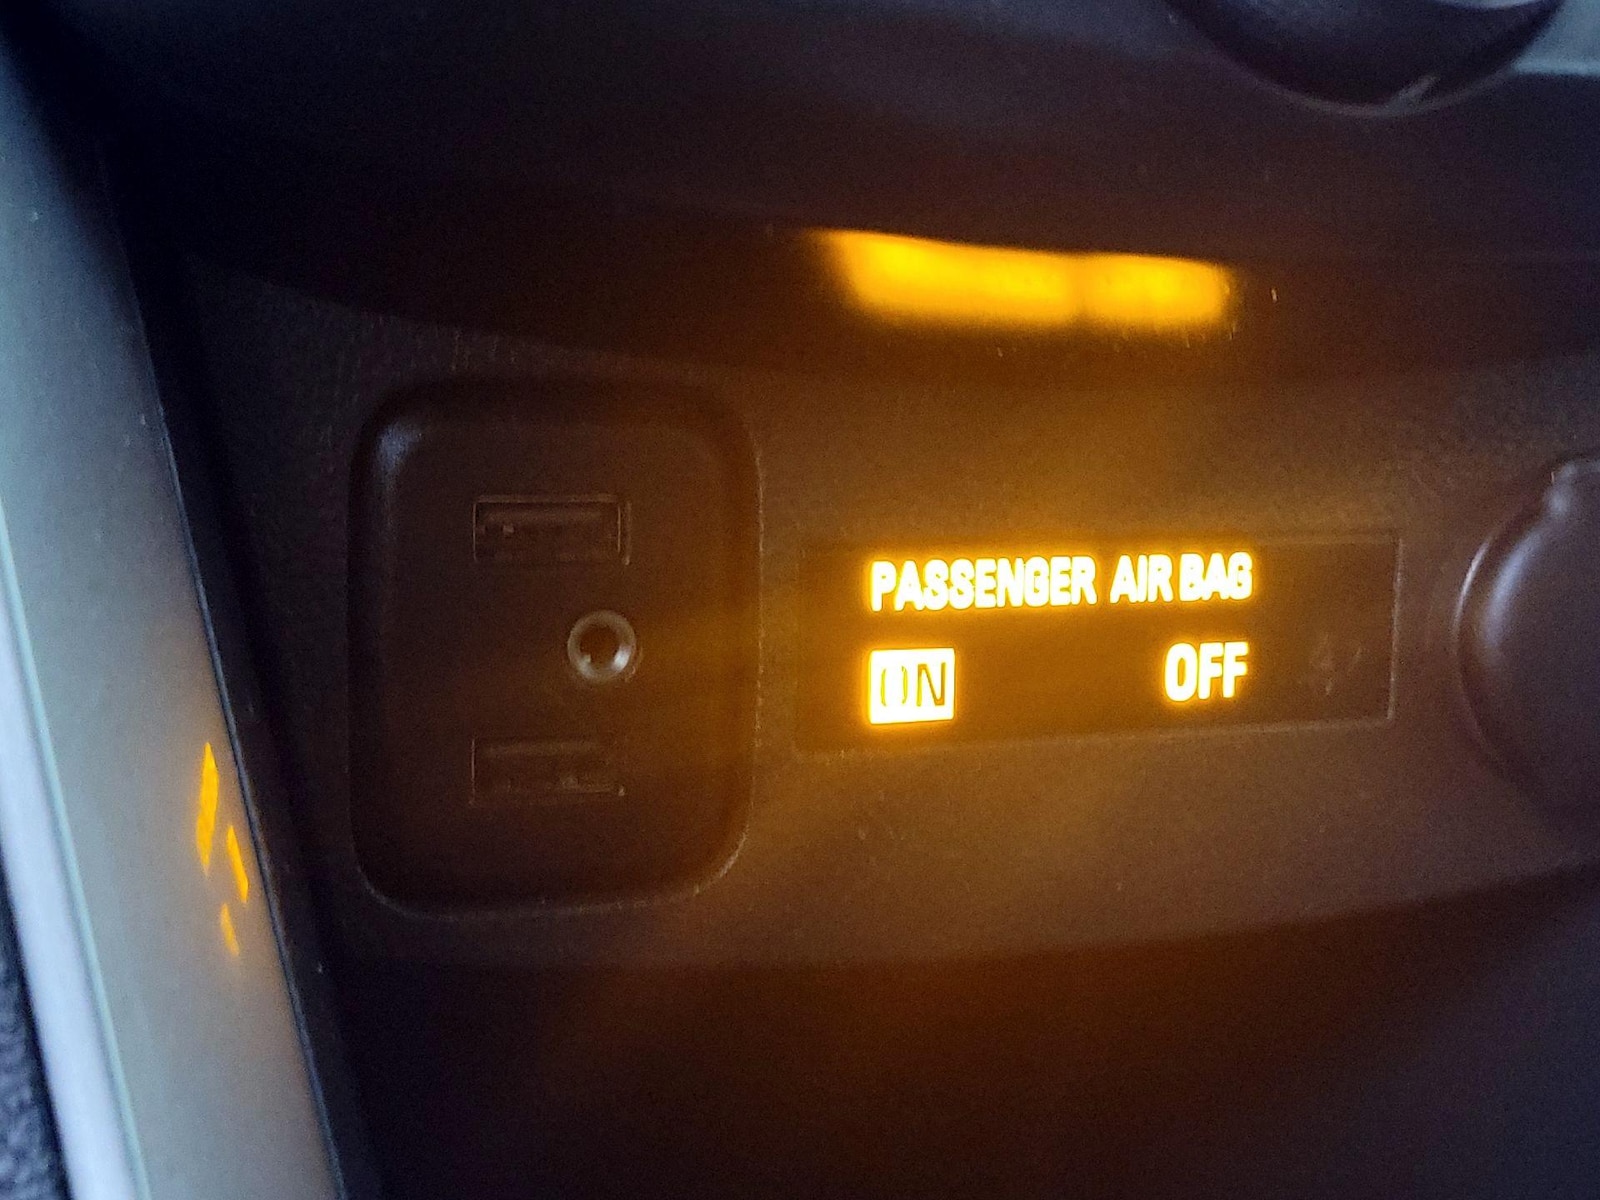 PASSENGER AIR BAG
ON OFF